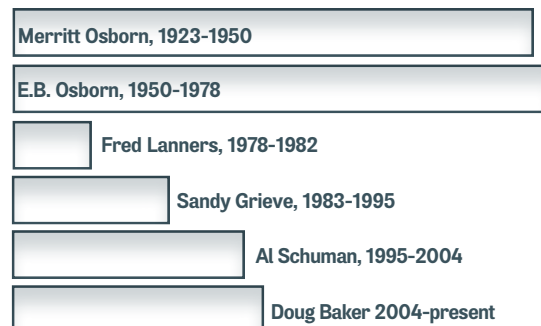 Merritt Osborn, 1923-1950
E.B. Osborn, 1950-1978
Fred Lanners, 1978-1982
Sandy Grieve, 1983-1995
Al Schuman, 1995-2004
Doug Baker 2004-present